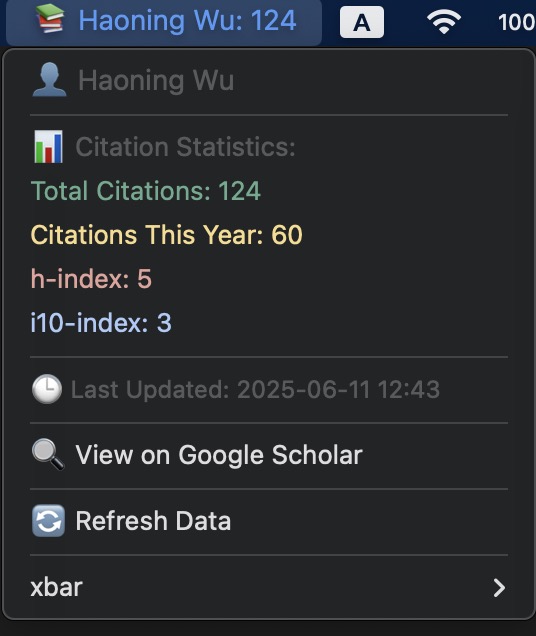 Haoning Wu: 124 A 100
Haoning Wu
Citation Statistics:
Total Citations: 124
Citations This Year: 60
h-index: 5
i10-index: 3
Last Updated: 2025-06-11 12:43
View on Google Scholar
Refresh Data
xbar